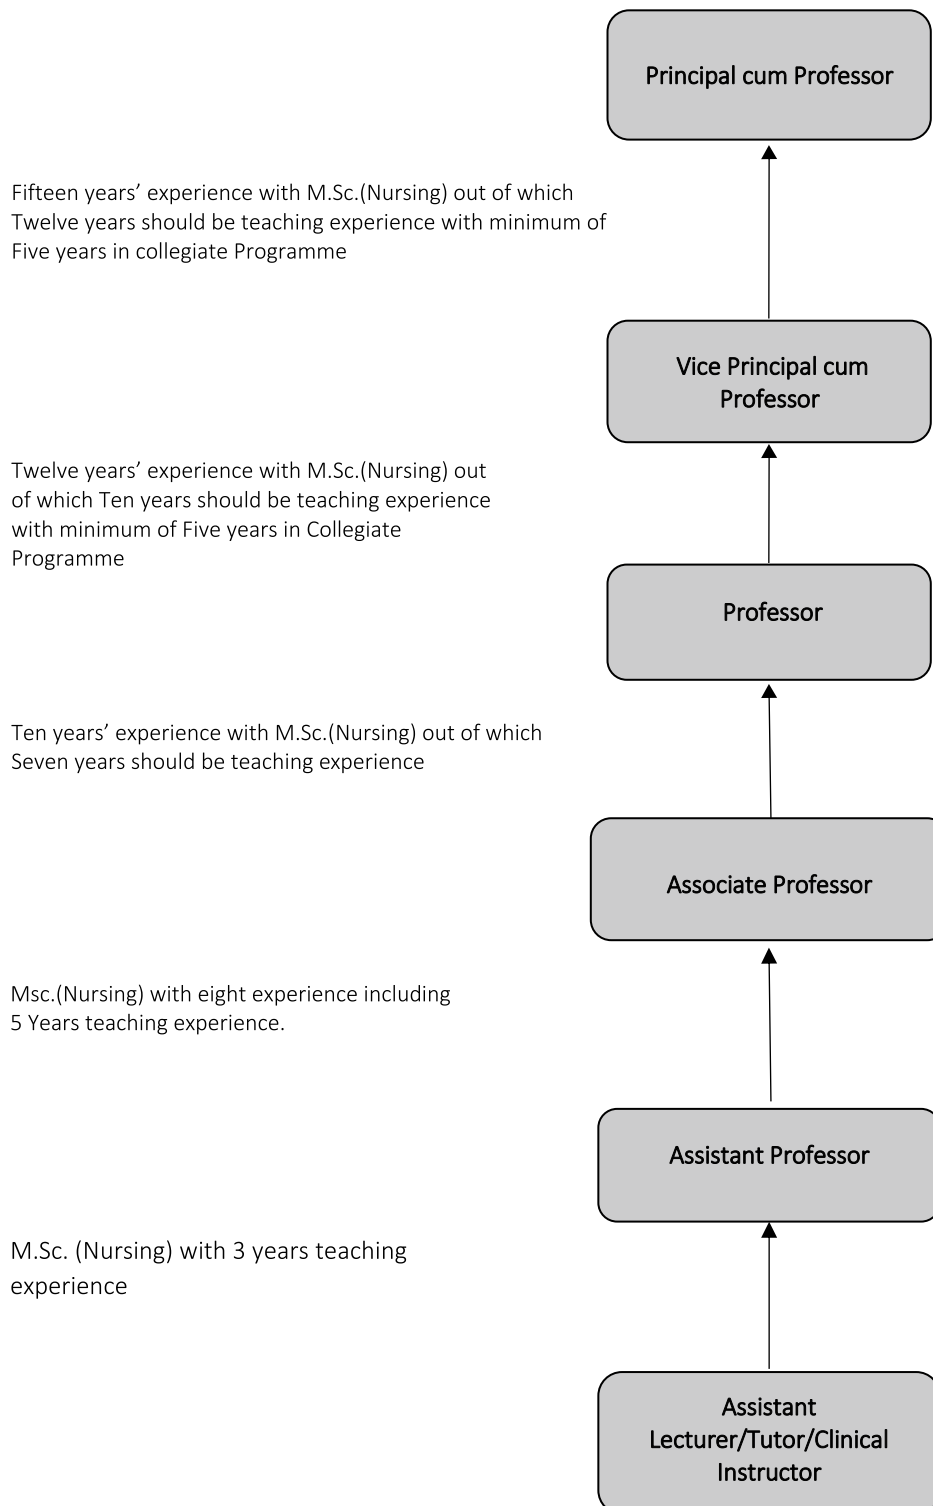 Principal cum Professor
Fifteen years’ experience with M.Sc.(Nursing) out of which
Twelve years should be teaching experience with minimum of
Five years in collegiate Programme
Vice Principal cum
Professor
Twelve years’ experience with M.Sc.(Nursing) out
of which Ten years should be teaching experience
with minimum of Five years in Collegiate
Programme
Professor
Ten years’ experience with M.Sc.(Nursing) out of which
Seven years should be teaching experience
Associate Professor
Msc.(Nursing) with eight experience including
5 Years teaching experience.
Assistant Professor
M.Sc. (Nursing) with 3 years teaching
experience
Assistant
Lecturer/Tutor/Clinical
Instructor